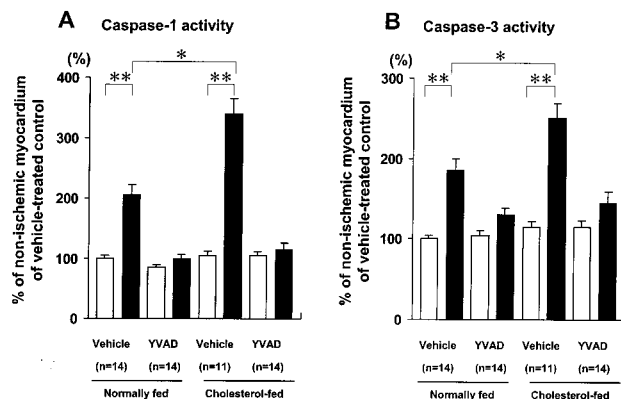 A Caspase-1 activity
(%)
% of non-ischemic myocardium
of vehicle-treated control
400
300
200
100
0
*
** **
Vehicle YVAD Vehicle YVAD
(n=14) (n=14) (n=11) (n=14)
Normally fed Cholesterol-fed
B Caspase-3 activity
(%)
% of non-ischemic myocardium
of vehicle-treated control
300
200
100
0
*
** **
Vehicle YVAD Vehicle YVAD
(n=14) (n=14) (n=11) (n=14)
Normally fed Cholesterol-fed